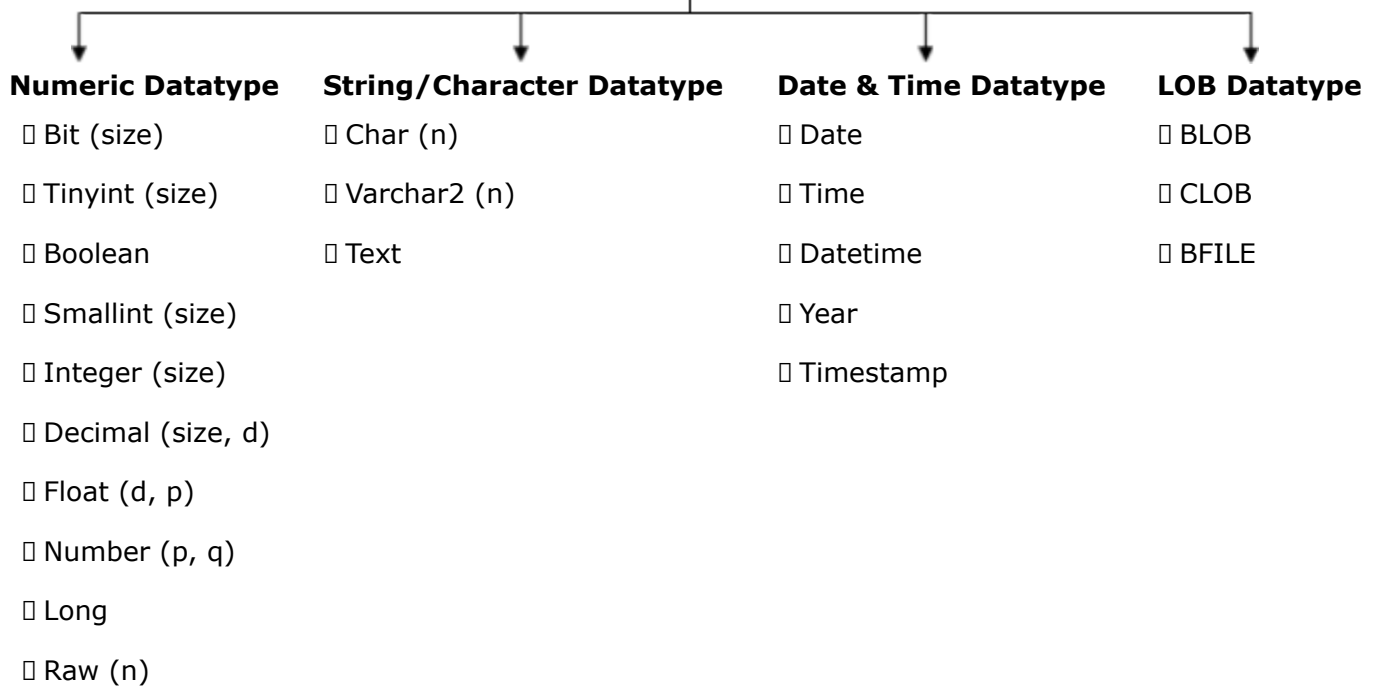 Numeric Datatype
▯ Bit (size)
▯ Tinyint (size)
▯ Boolean
▯ Smallint (size)
▯ Integer (size)
▯ Decimal (size, d)
▯ Float (d, p)
▯ Number (p, q)
▯ Long
▯ Raw (n)
String/Character Datatype
▯ Char (n)
▯ Varchar2 (n)
▯ Text
Date & Time Datatype
▯ Date
▯ Time
▯ Datetime
▯ Year
▯ Timestamp
LOB Datatype
▯ BLOB
▯ CLOB
▯ BFILE